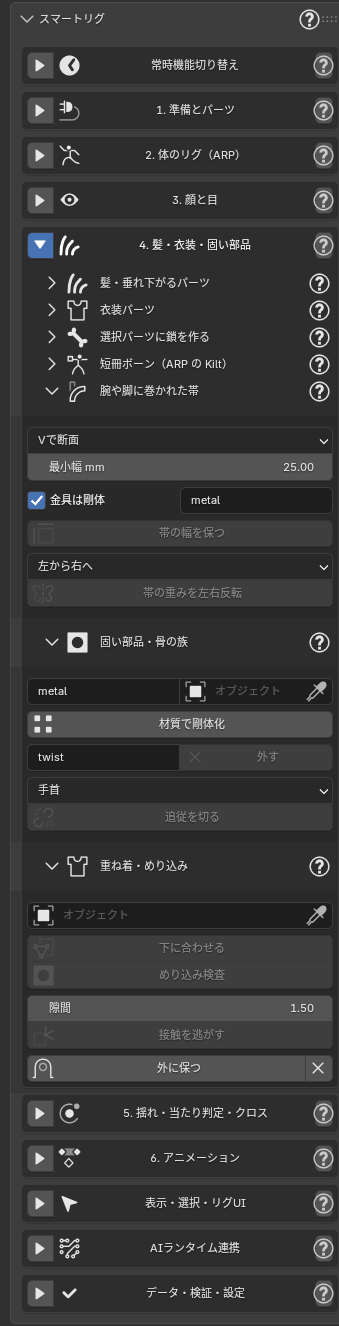 スマートリグ
常時機能切り替え
1. 準備とパーツ
2. 体のリグ（ARP）
3. 顔と目
4. 髪・衣装・固い部品
髪・垂れ下がるパーツ
衣装パーツ
選択パーツに鎖を作る
短冊ボーン（ARP の Kilt）
腕や脚に巻かれた帯
Vで断面
最小幅 mm 25.00
金具は剛体 metal
帯の幅を保つ
左から右へ
帯の重みを左右反転
固い部品・骨の族
metal オブジェクト
材質で剛体化
twist 外す
手首
追従を切る
重ね着・めり込み
オブジェクト
下に合わせる
めり込み検査
隙間 1.50
接触を逃がす
外に保つ
5. 揺れ・当たり判定・クロス
6. アニメーション
表示・選択・リグUI
AIランタイム連携
データ・検証・設定